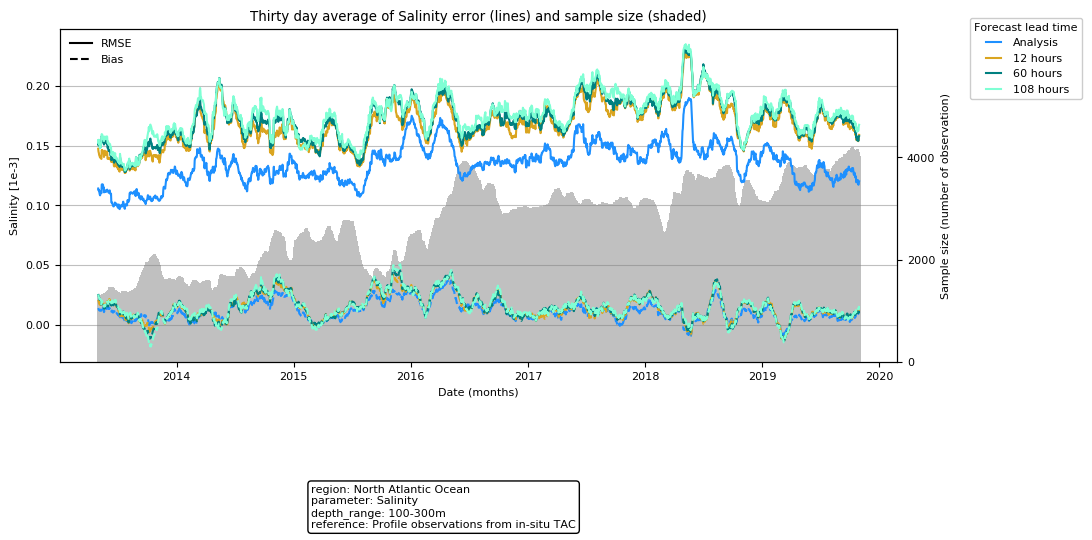 Thirty day average of Salinity error (lines) and sample size (shaded)
RMSE
Bias
Forecast lead time
Analysis
12 hours
60 hours
108 hours
Salinity [1e-3]
0.20
0.15
0.10
0.05
0.00
Sample size (number of observation)
4000
2000
0
2014
2015
2016
2017
2018
2019
2020
Date (months)
region: North Atlantic Ocean
parameter: Salinity
depth_range: 100-300m
reference: Profile observations from in-situ TAC